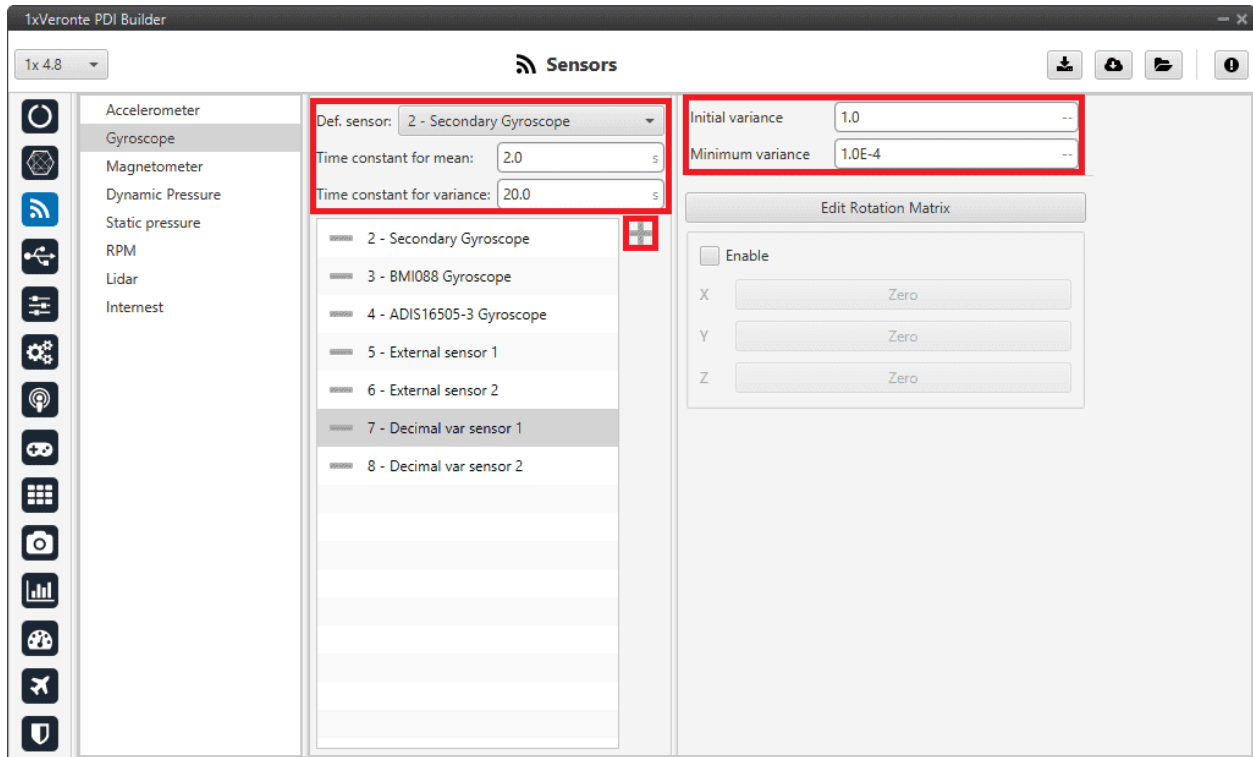 1xVeronte PDI Builder
1x 4.8
Sensors
Accelerometer
Gyroscope
Magnetometer
Dynamic Pressure
Static pressure
RPM
Lidar
Internest
Def. sensor: 2 - Secondary Gyroscope
Time constant for mean: 2.0 s
Time constant for variance: 20.0 s
2 - Secondary Gyroscope
3 - BMI088 Gyroscope
4 - ADIS16505-3 Gyroscope
5 - External sensor 1
6 - External sensor 2
7 - Decimal var sensor 1
8 - Decimal var sensor 2
Initial variance 1.0 --
Minimum variance 1.0E-4 --
Edit Rotation Matrix
Enable
X Zero
Y Zero
Z Zero